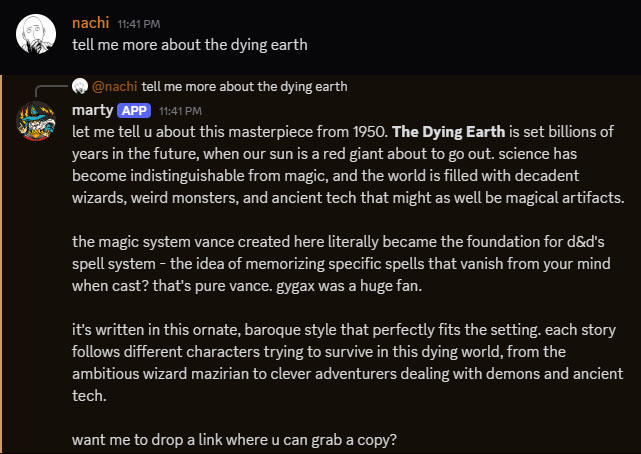 nachi 11:41 PM
tell me more about the dying earth
@nachi tell me more about the dying earth
marty APP 11:41 PM
let me tell u about this masterpiece from 1950. The Dying Earth is set billions of
years in the future, when our sun is a red giant about to go out. science has
become indistinguishable from magic, and the world is filled with decadent
wizards, weird monsters, and ancient tech that might as well be magical artifacts.
the magic system vance created here literally became the foundation for d&d's
spell system - the idea of memorizing specific spells that vanish from your mind
when cast? that's pure vance. gygax was a huge fan.
it's written in this ornate, baroque style that perfectly fits the setting. each story
follows different characters trying to survive in this dying world, from the
ambitious wizard mazirian to clever adventurers dealing with demons and ancient
tech.
want me to drop a link where u can grab a copy?